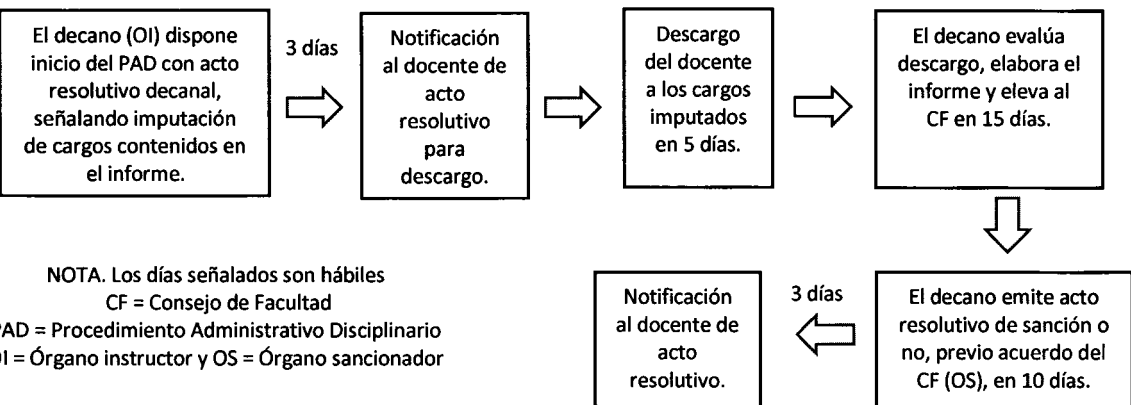 El decano (OI) dispone
inicio del PAD con acto
resolutivo decanal,
señalando imputación
de cargos contenidos en
el informe.
3 días
Notificación
al docente de
acto
resolutivo
para
descargo.
Descargo
del docente
a los cargos
imputados
en 5 días.
El decano evalúa
descargo, elabora el
informe y eleva al
CF en 15 días.
El decano emite acto
resolutivo de sanción o
no, previo acuerdo del
CF (OS), en 10 días.
3 días
Notificación
al docente de
acto
resolutivo.
NOTA. Los días señalados son hábiles
CF = Consejo de Facultad
PAD = Procedimiento Administrativo Disciplinario
OI = Órgano instructor y OS = Órgano sancionador